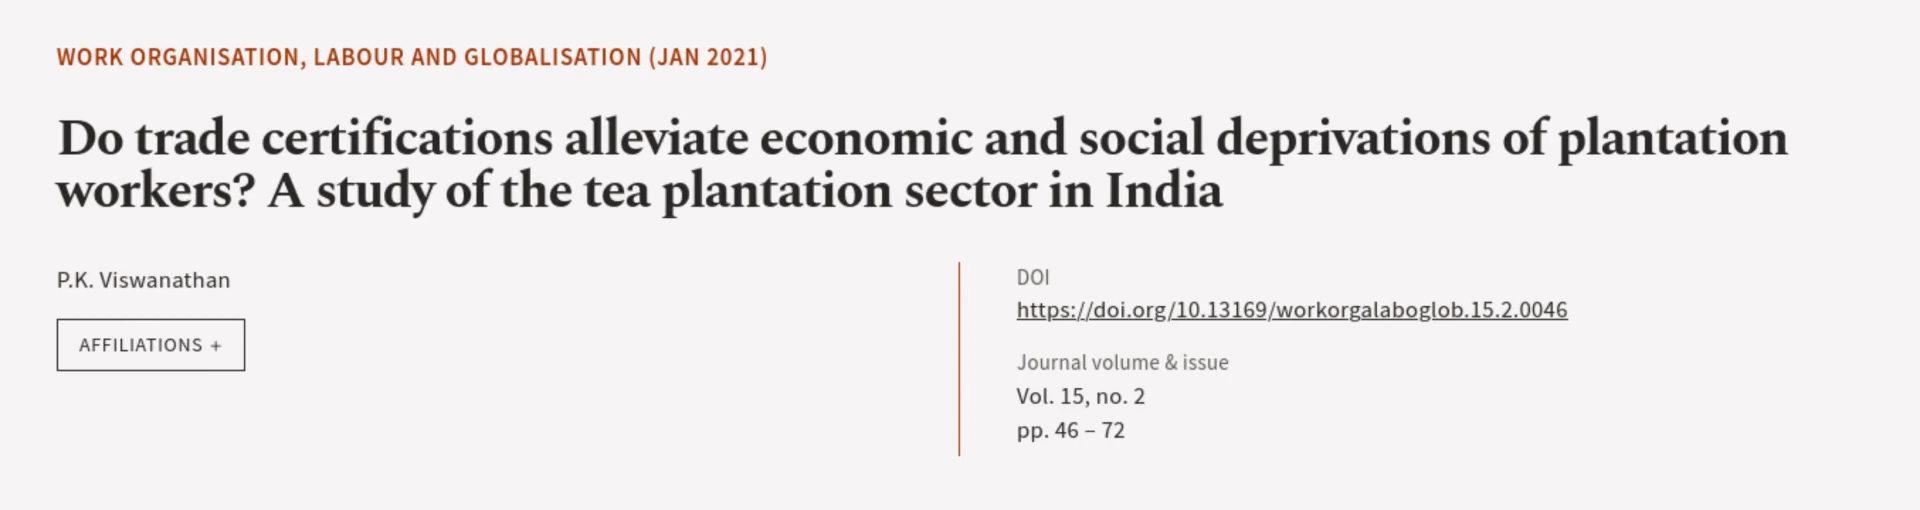 WORK ORGANISATION, LABOUR AND GLOBALISATION (JAN 2021)
Do trade certifications alleviate economic and social deprivations of plantation
workers? A study of the tea plantation sector in India
P.K. Viswanathan
AFFILIATIONS +
DOI
https://doi.org/10.13169/workorgalaboglob.15.2.0046
Journal volume & issue
Vol. 15, no. 2
pp. 46 – 72